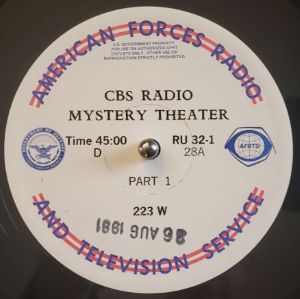 AMERICAN FORCES RADIO
U.S. GOVERNMENT PROPERTY
FOR USE ON AUTHORIZED AFRT
OUTLETS ONLY. OTHER USE OR
REPRODUCTION STRICTLY PROHIBITED
CBS RADIO
MYSTERY THEATER
Time 45:00 RU 32-1
D 28A
AFRTS
PART 1
223 W
26 AUG 1981
AND TELEVISION SERVICE